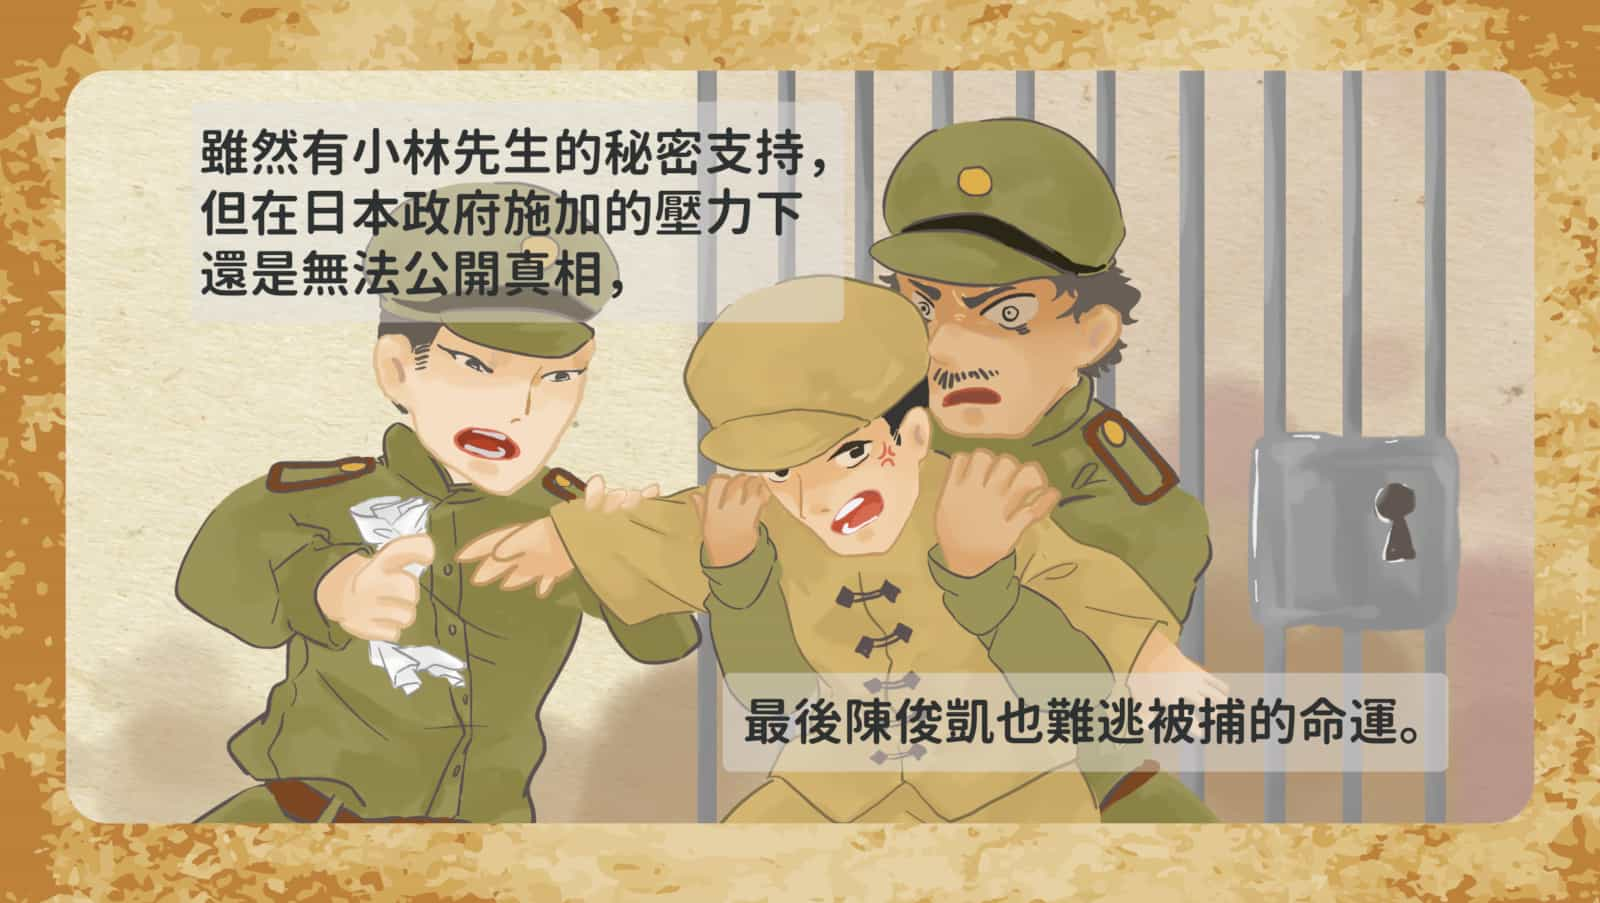 雖然有小林先生的秘密支持，
但在日本政府施加的壓力下
還是無法公開真相，
最後陳俊凱也難逃被捕的命運。